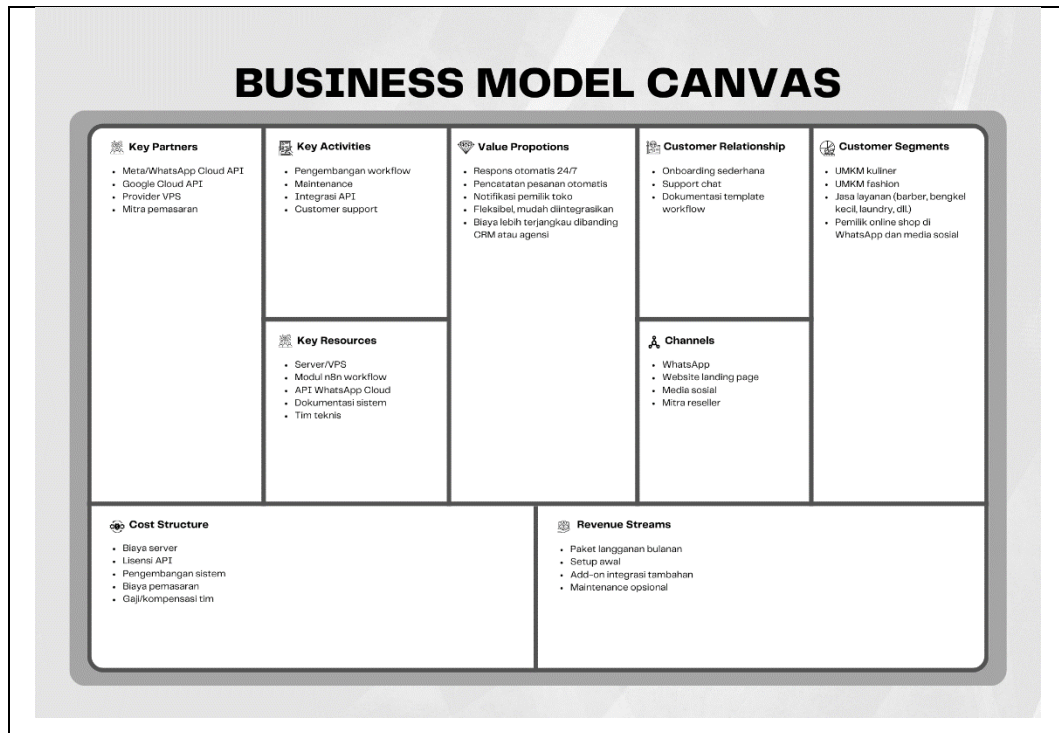 BUSINESS MODEL CANVAS
Key Partners
• Meta/WhatsApp Cloud API
• Google Cloud API
• Provider VPS
• Mitra pemasaran
Key Activities
• Pengembangan workflow
• Maintenance
• Integrasi API
• Customer support
Key Resources
• Server/VPS
• Modul n8n workflow
• API WhatsApp Cloud
• Dokumentasi sistem
• Tim teknis
Value Propotions
• Respons otomatis 24/7
• Pencatatan pesanan otomatis
• Notifikasi pemilik toko
• Fleksibel, mudah diintegrasikan
• Biaya lebih terjangkau dibanding
CRM atau agensi
Customer Relationship
• Onboarding sederhana
• Support chat
• Dokumentasi template
workflow
Channels
• WhatsApp
• Website landing page
• Media sosial
• Mitra reseller
Customer Segments
• UMKM kuliner
• UMKM fashion
• Jasa layanan (barber, bengkel
kecil, laundry, dll.)
• Pemilik online shop di
WhatsApp dan media sosial
Cost Structure
• Biaya server
• Lisensi API
• Pengembangan sistem
• Biaya pemasaran
• Gaji/kompensasi tim
Revenue Streams
• Paket langganan bulanan
• Setup awal
• Add-on integrasi tambahan
• Maintenance opsional